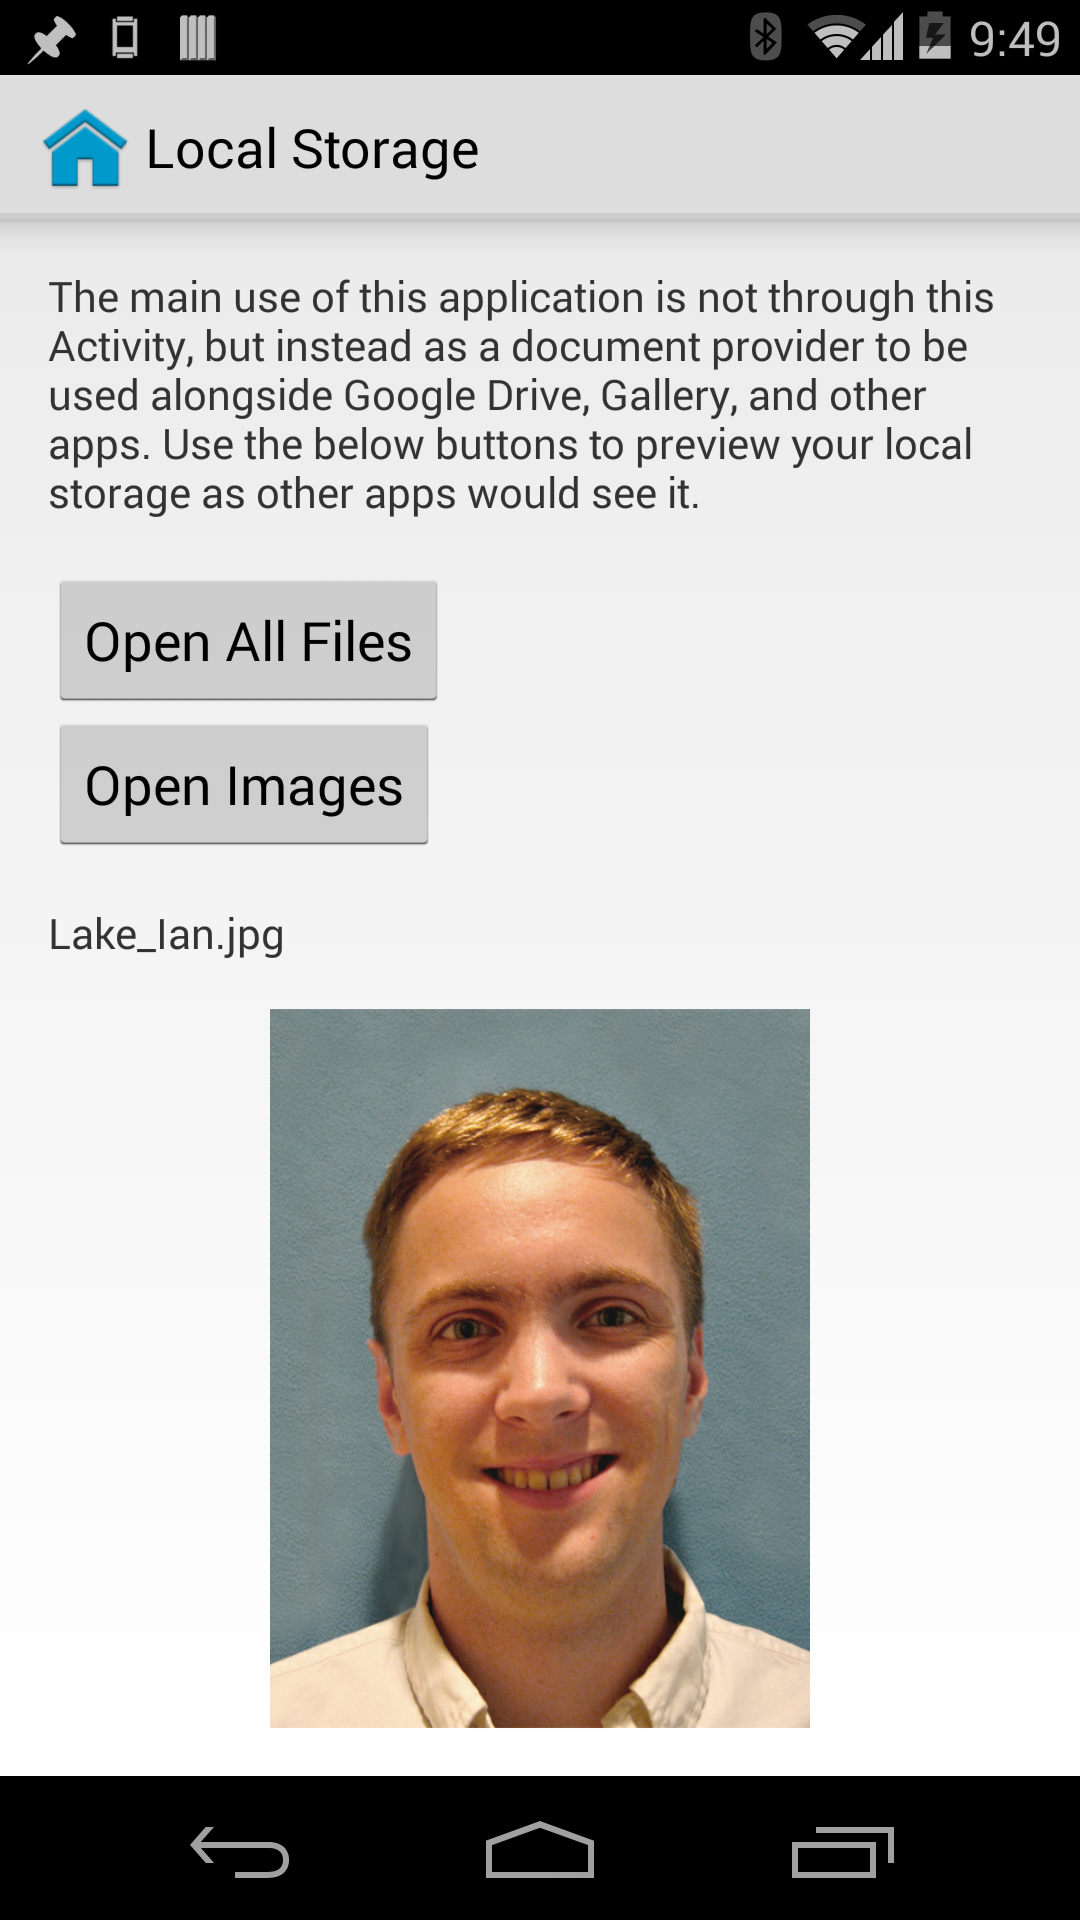 9:49
Local Storage
The main use of this application is not through this
Activity, but instead as a document provider to be
used alongside Google Drive, Gallery, and other
apps. Use the below buttons to preview your local
storage as other apps would see it.
Open All Files
Open Images
Lake_Ian.jpg